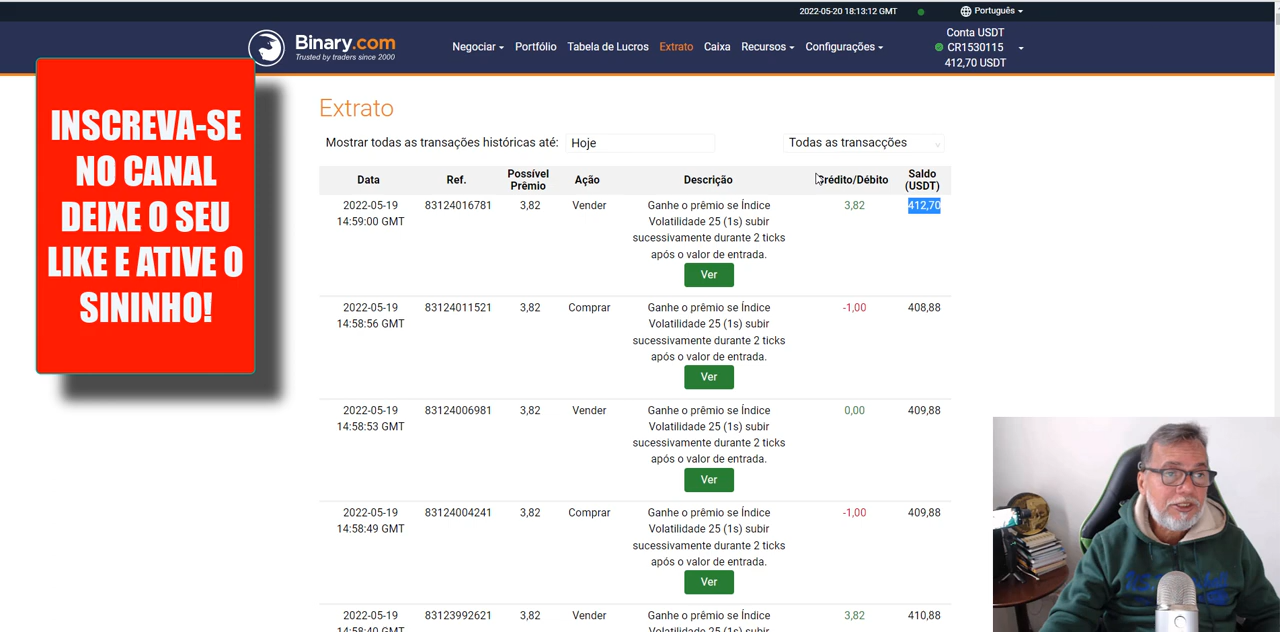 2022-05-20 18:13:12 GMT
Português
Binary.com
Trusted by traders since 2000
Negociar
Portfólio
Tabela de Lucros
Extrato
Caixa
Recursos
Configurações
Conta USDT
CR1530115
412,70 USDT
INSCREVA-SE
NO CANAL
DEIXE O SEU
LIKE E ATIVE O
SININHO!
Extrato
Mostrar todas as transações históricas até: Hoje
Todas as transacções
Data Ref. Possível Prêmio Ação Descrição Crédito/Débito Saldo (USDT)
2022-05-19 83124016781 3,82 Vender Ganhe o prêmio se Índice 3,82 412,70
14:59:00 GMT Volatilidade 25 (1s) subir
sucessivamente durante 2 ticks
após o valor de entrada.
Ver
2022-05-19 83124011521 3,82 Comprar Ganhe o prêmio se Índice -1,00 408,88
14:58:56 GMT Volatilidade 25 (1s) subir
sucessivamente durante 2 ticks
após o valor de entrada.
Ver
2022-05-19 83124006981 3,82 Vender Ganhe o prêmio se Índice 0,00 409,88
14:58:53 GMT Volatilidade 25 (1s) subir
sucessivamente durante 2 ticks
após o valor de entrada.
Ver
2022-05-19 83124004241 3,82 Comprar Ganhe o prêmio se Índice -1,00 409,88
14:58:49 GMT Volatilidade 25 (1s) subir
sucessivamente durante 2 ticks
após o valor de entrada.
Ver
2022-05-19 83123992621 3,82 Vender Ganhe o prêmio se Índice 3,82 410,88
14:58:40 GMT Volatilidade 25 (1s) subir